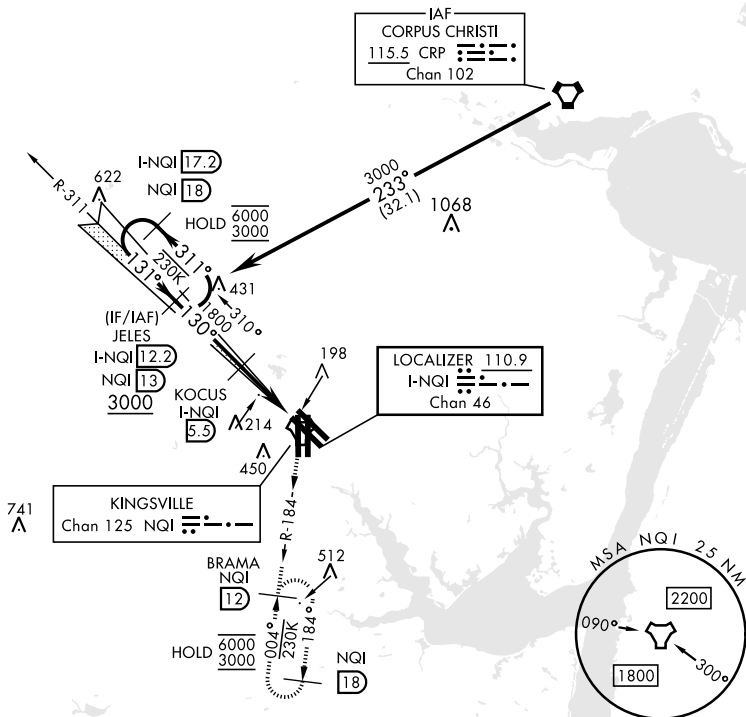 IAF
CORPUS CHRISTI
115.5 CRP
Chan 102
3000
233°
(32.1)
1068
I-NQI 17.2
NQI 18
622
R-311
HOLD 6000
3000
311°
230K
131°
431
310°
1800
130°
(IF/IAF)
JELES
I-NQI 12.2
NQI 13
3000
KOCUS
I-NQI
5.5
214
198
LOCALIZER 110.9
I-NQI
Chan 46
450
741
KINGSVILLE
Chan 125 NQI
R-184
BRAMA
NQI
12
512
004°
230K
184°
HOLD 6000
3000
NQI
18
MSA NQI 25 NM
2200
090°
1800
300°